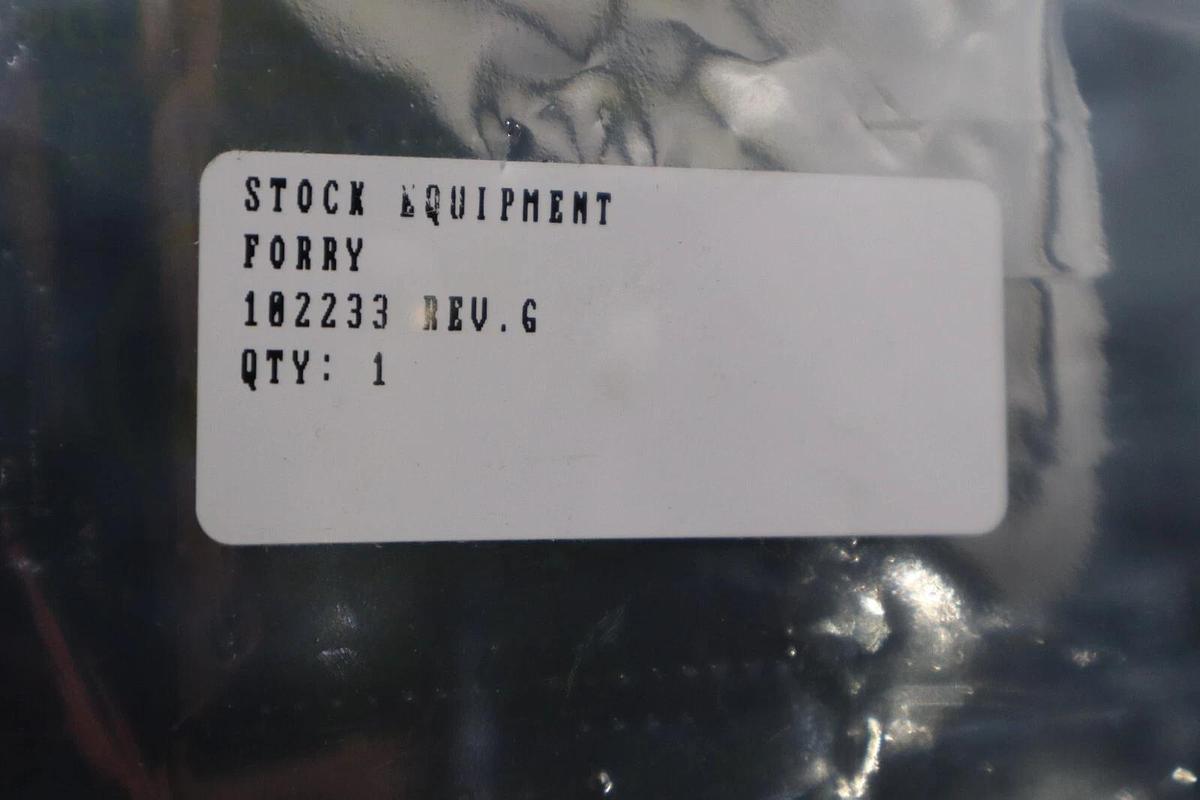 STOCK EQUIPMENT
FORRY
102233 REV.G
QTY: 1